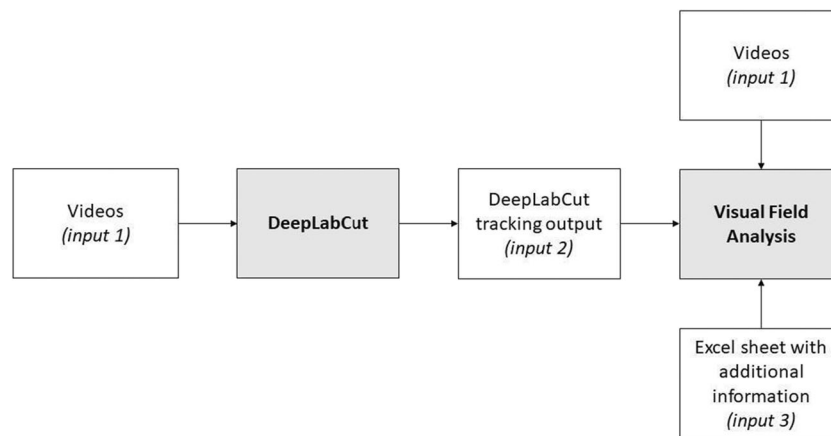 Videos
(input 1)
Videos
(input 1)
DeepLabCut
DeepLabCut
tracking output
(input 2)
Visual Field
Analysis
Excel sheet with
additional
information
(input 3)